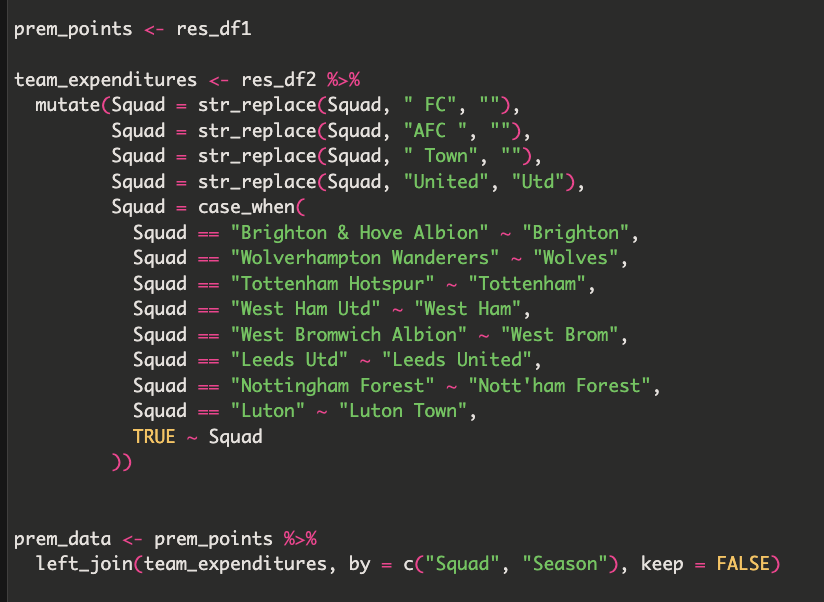 prem_points <- res_df1
team_expenditures <- res_df2 %>%
mutate(Squad = str_replace(Squad, " FC", ""),
Squad = str_replace(Squad, "AFC ", ""),
Squad = str_replace(Squad, " Town", ""),
Squad = str_replace(Squad, "United", "Utd"),
Squad = case_when(
Squad == "Brighton & Hove Albion" ~ "Brighton",
Squad == "Wolverhampton Wanderers" ~ "Wolves",
Squad == "Tottenham Hotspur" ~ "Tottenham",
Squad == "West Ham Utd" ~ "West Ham",
Squad == "West Bromwich Albion" ~ "West Brom",
Squad == "Leeds Utd" ~ "Leeds United",
Squad == "Nottingham Forest" ~ "Nott'ham Forest",
Squad == "Luton" ~ "Luton Town",
TRUE ~ Squad
))
prem_data <- prem_points %>%
left_join(team_expenditures, by = c("Squad", "Season"), keep = FALSE)